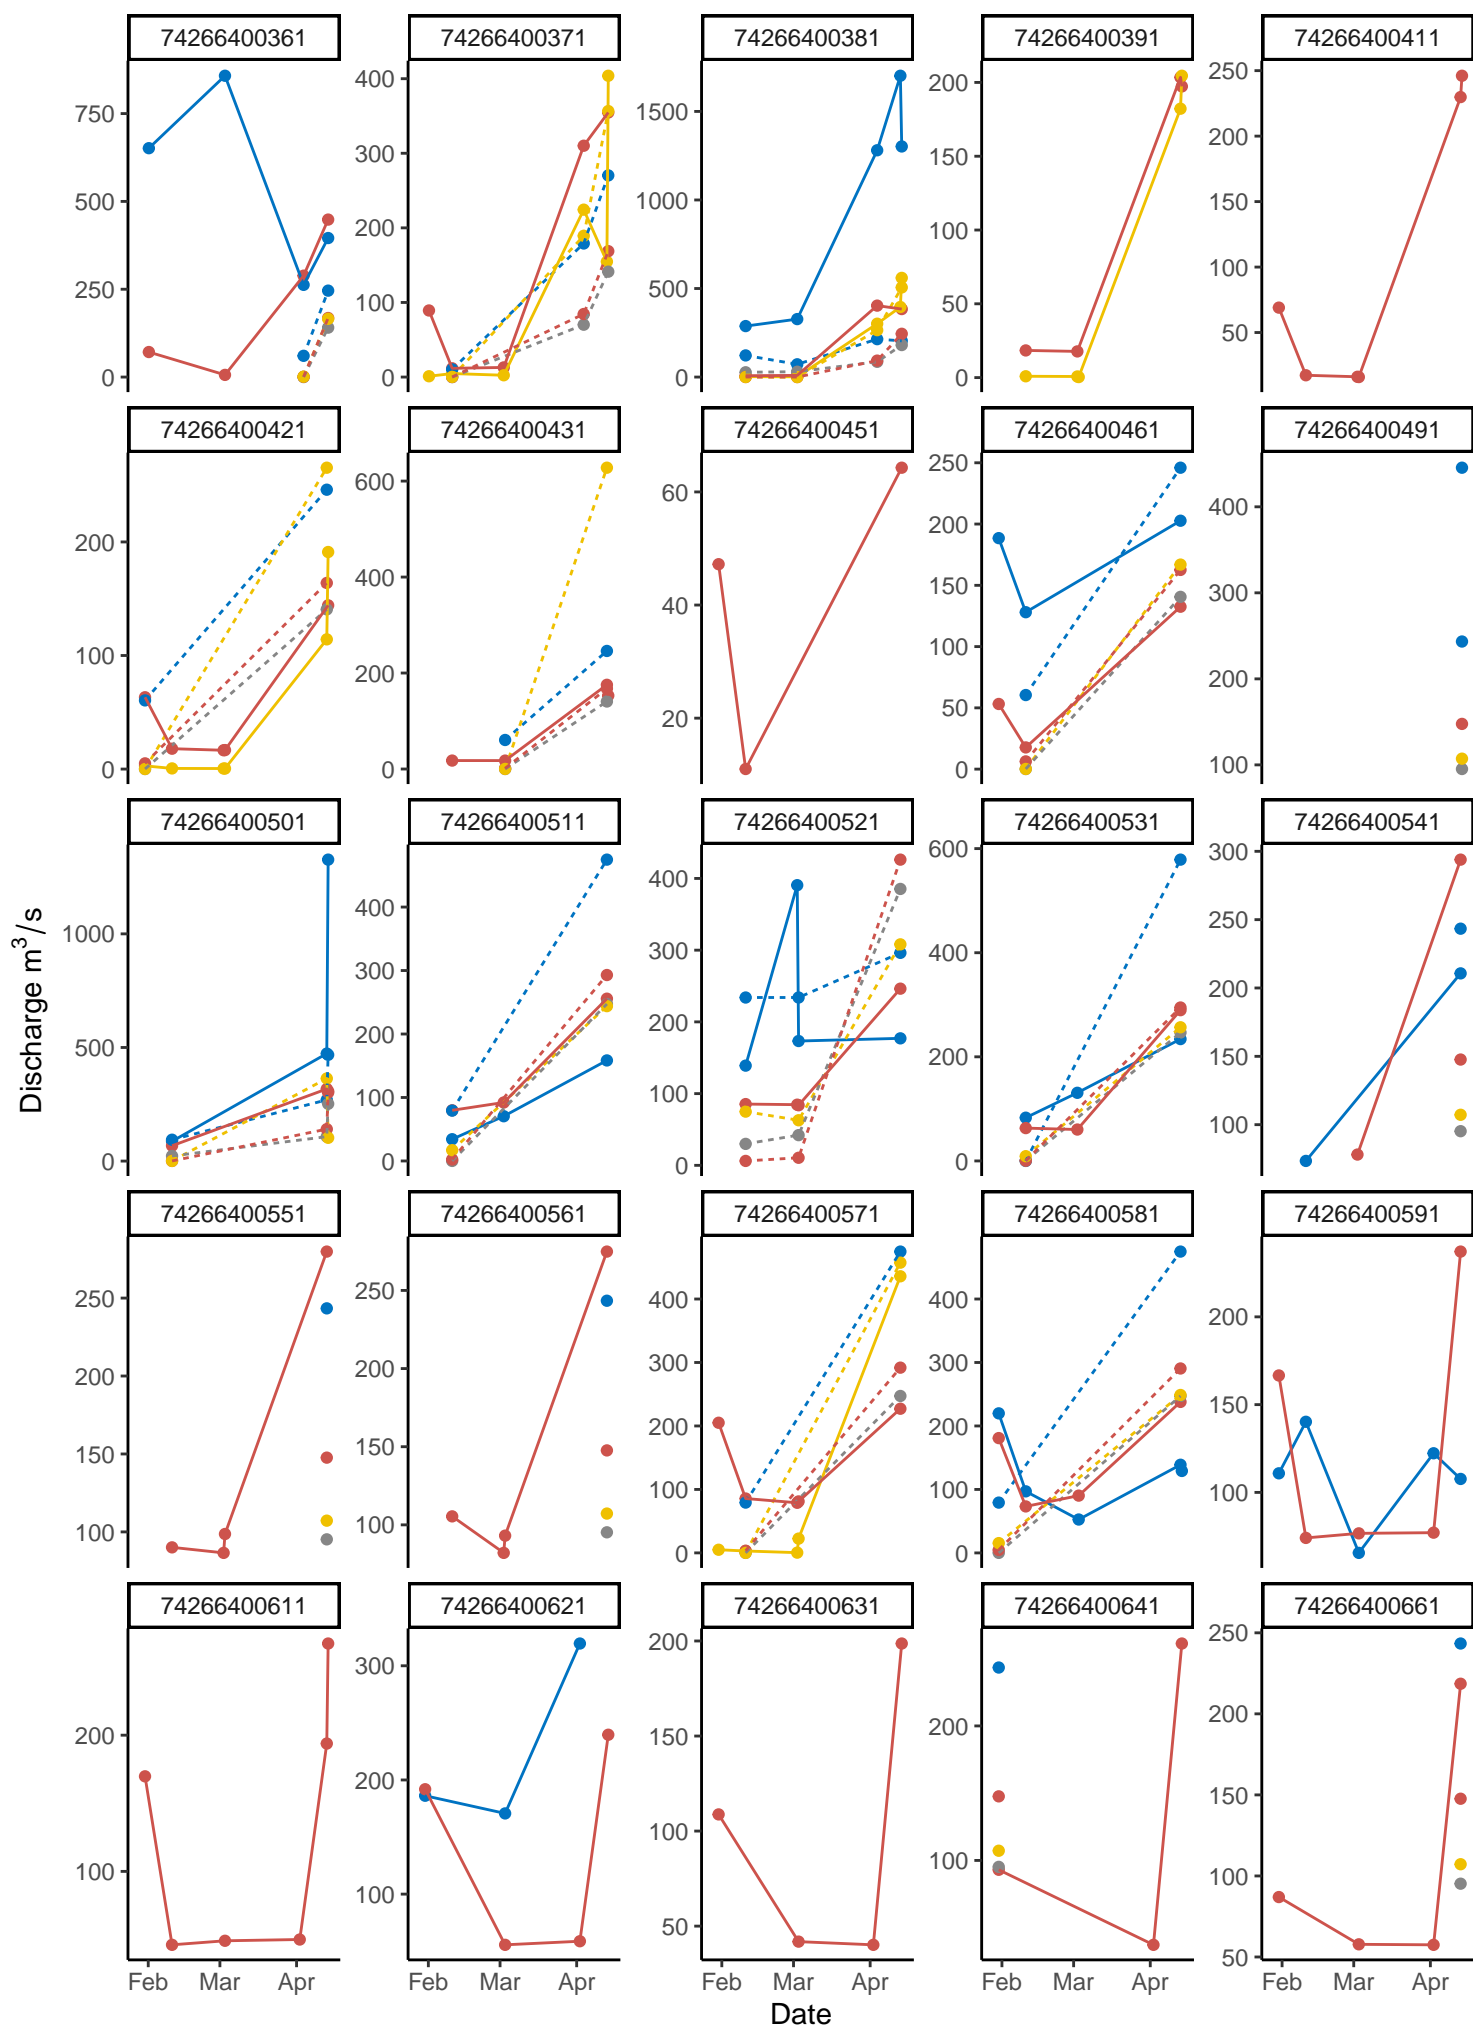 74266400361 74266400371 74266400381 74266400391 74266400411
750 400 1500 200 250
500 300 1000 150 200
250 200 500 100 150
0 100 0 50 100
0 0 50
74266400421 74266400431 74266400451 74266400461 74266400491
200 600 60 250 400
100 400 40 200 300
0 200 20 150 200
0 100 100
50
0
74266400501 74266400511 74266400521 74266400531 74266400541
1000 400 400 600 300
500 300 300 400 250
0 200 200 200 200
100 100 0 150
0 0 100
74266400551 74266400561 74266400571 74266400581 74266400591
250 250 400 400 200
200 200 300 300 150
150 150 200 200 100
100 100 100 100
0 0
74266400611 74266400621 74266400631 74266400641 74266400661
200 300 200 200 250
100 200 150 100 200
100 100 150
50 100
50
Feb Mar Apr Feb Mar Apr Feb Mar Apr Feb Mar Apr Feb Mar Apr
Date
Discharge m³/s